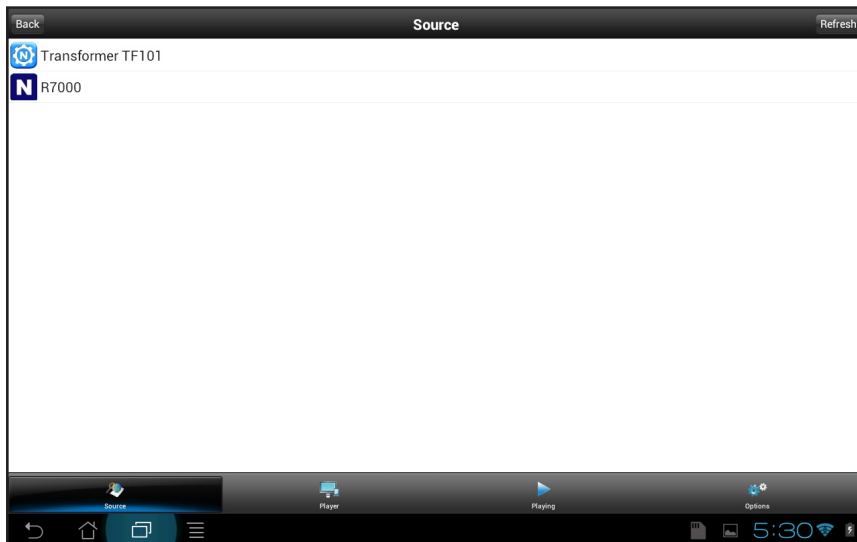 Back Source Refresh
Transformer TF101
N R7000
Source Player Playing Options
5:30